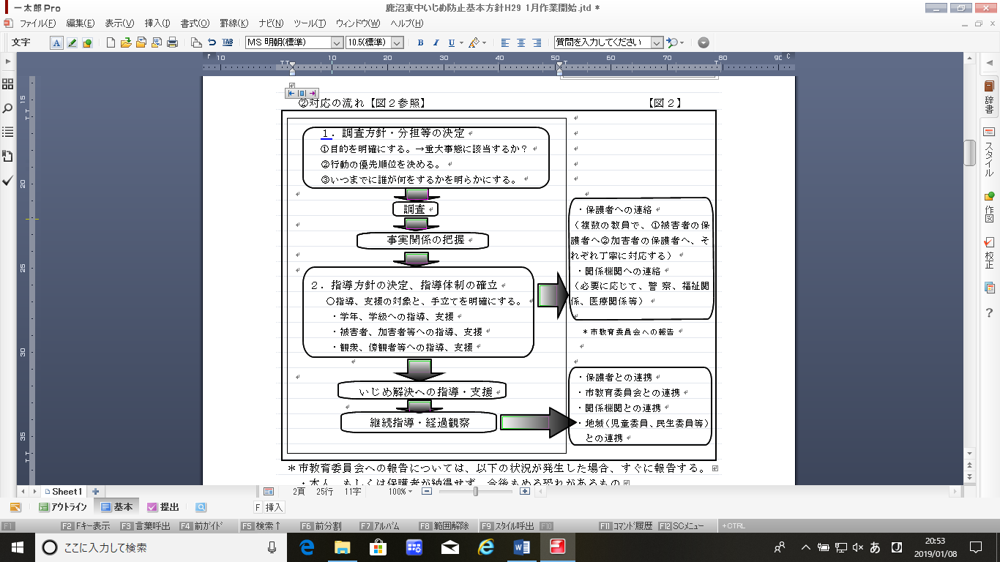 一太郎Pro
鹿沼東中いじめ防止基本方針H29 1月作業開始.jtd *
ファイル(F) 編集(E) 表示(V) 挿入(I) 書式(O) 罫線(K) ナビ(N) ツール(T) ウィンドウ(W) ヘルプ(H)
文字
MS 明朝(標準) 10.5(標準) B I U 質問を入力してください
10 10 20 30 40 50 60 70 80 90
②対応の流れ【図２参照】 【図２】
１．調査方針・分担等の決定
①目的を明確にする。→重大事態に該当するか？
②行動の優先順位を決める。
③いつまでに誰が何をするかを明らかにする。
調査
事実関係の把握
２．指導方針の決定、指導体制の確立
〇指導、支援の対象と、手立てを明確にする。
・学年、学級への指導、支援
・被害者、加害者等への指導、支援
・観衆、傍観者等への指導、支援
いじめ解決への指導・支援
継続指導・経過観察
・保護者への連絡
（複数の教員で、①被害者の保
護者へ②加害者の保護者へ、そ
れぞれ丁寧に対応する）
・関係機関への連絡
（必要に応じて、警 察、福祉関
係、医療関係等）
＊市教育委員会への報告
・保護者との連携
・市教育委員会との連携
・関係機関との連携
・地域（児童委員、民生委員等）
との連携
＊市教育委員会への報告については、以下の状況が発生した場合、すぐに報告する。
・本人、もしくは保護者が納得せず、今後もめる恐れがあるもの
15
20
25
30
35
辞書
スタイル
作図
校正
Sheet1
2頁 25行 11字 100%
アウトライン 基本 提出 F 挿入
F1 F2 Fキー表示 F3 言葉呼出 F4 前ガイド F5 検索↑ F6 前分割 F7 アルバム F8 範囲解除 F9 スタイル呼出 F10 F11 コマンド履歴 F12 SCメニュー +CTRL
ここに入力して検索
あ
20:53
2019/01/08